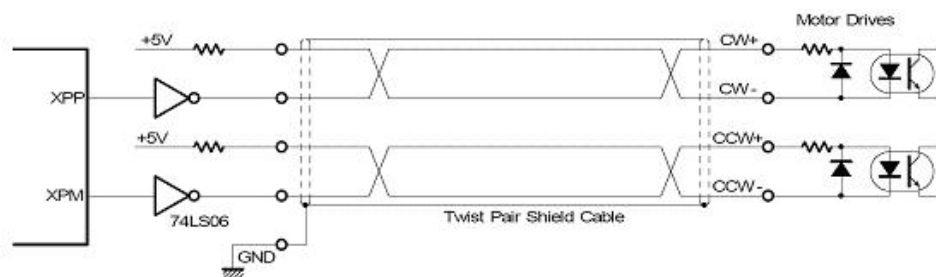 Motor Drives
+5V
CW+
XPP
CW-
+5V
CCW+
XPM
CCW-
74LS06
Twist Pair Shield Cable
GND